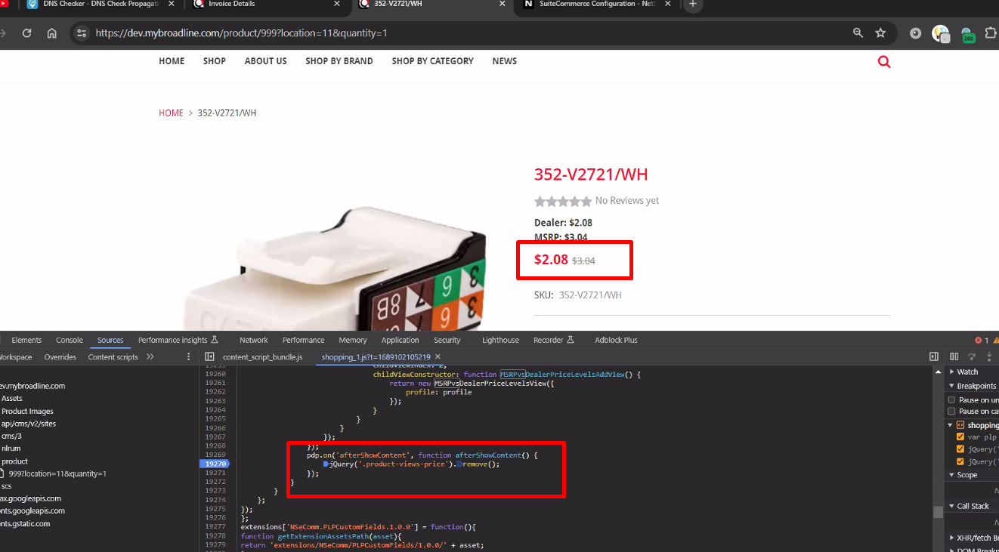 DNS Checker - DNS Check Propagati
Invoice Details
352-V2721/WH
SuiteCommerce Configuration - Net
https://dev.mybroadline.com/product/999?location=11&quantity=1
200
HOME SHOP ABOUT US SHOP BY BRAND SHOP BY CATEGORY NEWS
HOME > 352-V2721/WH
352-V2721/WH
No Reviews yet
Dealer: $2.08
MSRP: $3.04
$2.08 $3.04
SKU: 352-V2721/WH
Elements Console Sources Performance insights Network Performance Memory Application Security Lighthouse Recorder Adblock Plus 1
Workspace Overrides Content scripts content_script_bundle.js shopping_1.js?t=1689102105219
ev.mybroadline.com
Assets
Product Images
api/cms/v2/sites
cms/3
nlrum
product
999?location=11&quantity=1
scs
ax.googleapis.com
nts.googleapis.com
nts.gstatic.com
19259 childViewIndex: 2,
19260 childViewConstructor: function MSRPvsDealerPriceLevelsAddView() {
19261 return new MSRPvsDealerPriceLevelsView({
19262 profile: profile
19263 });
19264 }
19265 }
19266 }
19267 });
19268 });
19269 pdp.on('afterShowContent', function afterShowContent() {
19270 jQuery('.product-views-price').remove();
19271 });
19272 }
19273 }
19274 };
19275 });
19276 };
19277 extensions['NSeComm.PLPCustomFields.1.0.0'] = function(){
19278 function getExtensionAssetsPath(asset){
19279 return 'extensions/NSeComm/PLPCustomFields/1.0.0/' + asset;
Watch
Breakpoints
Pause on un
Pause on ca
shopping
var plp
jQuery('
jQuery('
Scope
Call Stack
XHR/fetch Br
DOM Breakp